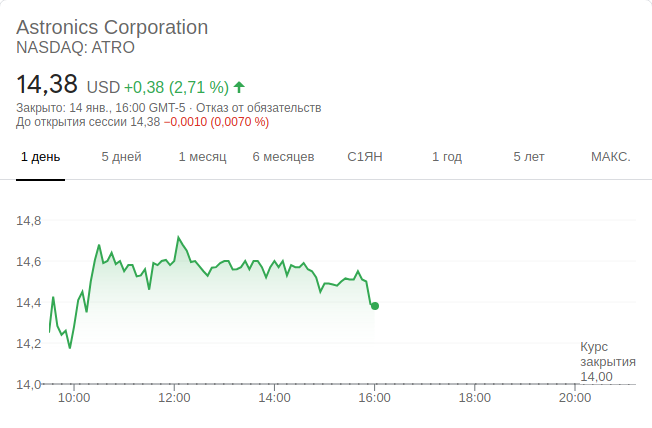 Astronics Corporation
NASDAQ: ATRO
14,38 USD +0,38 (2,71 %)
Закрыто: 14 янв., 16:00 GMT-5 · Отказ от обязательств
До открытия сессии 14,38 −0,0010 (0,0070 %)
1 день 5 дней 1 месяц 6 месяцев С1ЯН 1 год 5 лет МАКС.
14,8
14,6
14,4
14,2
14,0
Курс
закрытия
14,00
10:00 12:00 14:00 16:00 18:00 20:00